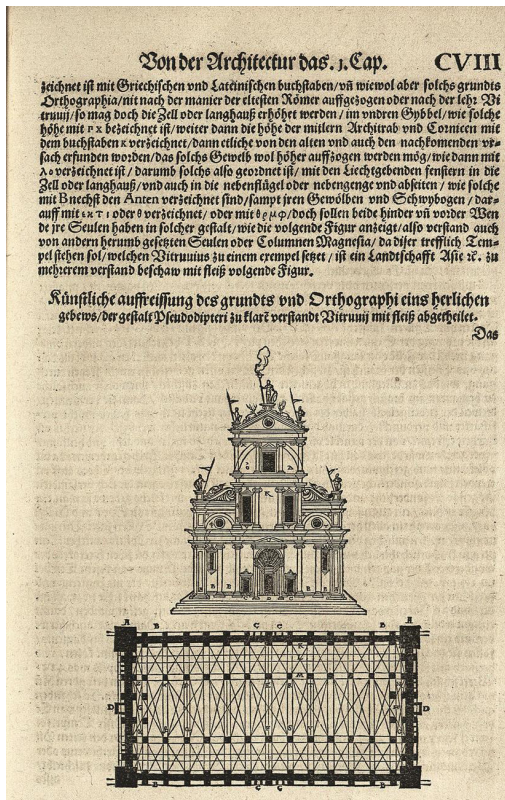 Von der Architectur das. j. Cap. CVIII
zeichnet ist mit Griechischen vnd Lateinischen buchstaben/ vñ wiewol aber solchs grundts
Orthographia/ nit nach der manier der eltesten Römer auffgezogen oder nach der lehr Vi
truuij/ so mag doch die Zell oder langhauß erhöhet werden/ im vndren Gybbel/ wie solche
höhe mit bezeichnet ist/ weiter dann die höhe der mitlern Architrab vnd Cornicen mit
dem buchstaben κ verzeichnet/ dann etliche von den alten vnd auch den nachkomenden vr-
sach erfunden worden/ das solchs Gewelb wol höher auffzogen werden mög/ wie dann mit
λ ο verzeichnet ist/ darumb solchs also geordnet ist/ mit den Liechtgebenden fenstern in die
Zell oder langhauß/ vnd auch in die nebenflügel oder nebengenge vnd abseiten/ wie solche
mit B nechst den Anten verzeichnet sind/ sampt jren Gewölben vnd Schwybogen/ dar-
auff mit oder θ verzeichnet/ oder mit doch sollen beide hinder vñ vorder Wen
de jre Seulen haben in solcher gestalt/ wie die volgende Figur anzeigt/ also verstand auch
von andern herumb gesetzten Seulen oder Columnen Magnesia/ da diser trefflich Tem-
pel stehen sol/ welchen Vitruuius zu einem exempel setzet/ ist ein Landtschafft Asie ꝛc. zu
mehrerem verstand beschaw mit fleiß volgende Figur.
Künstliche auffreissung des grundts vnd Orthographi eins herlichen
gebews/ der gestalt Pseudodipteri zu klarē verstandt Vitruuij mit fleiß abgetheilet.
Das
K
B E C D C E B
A B C C B A
D D
B C C B